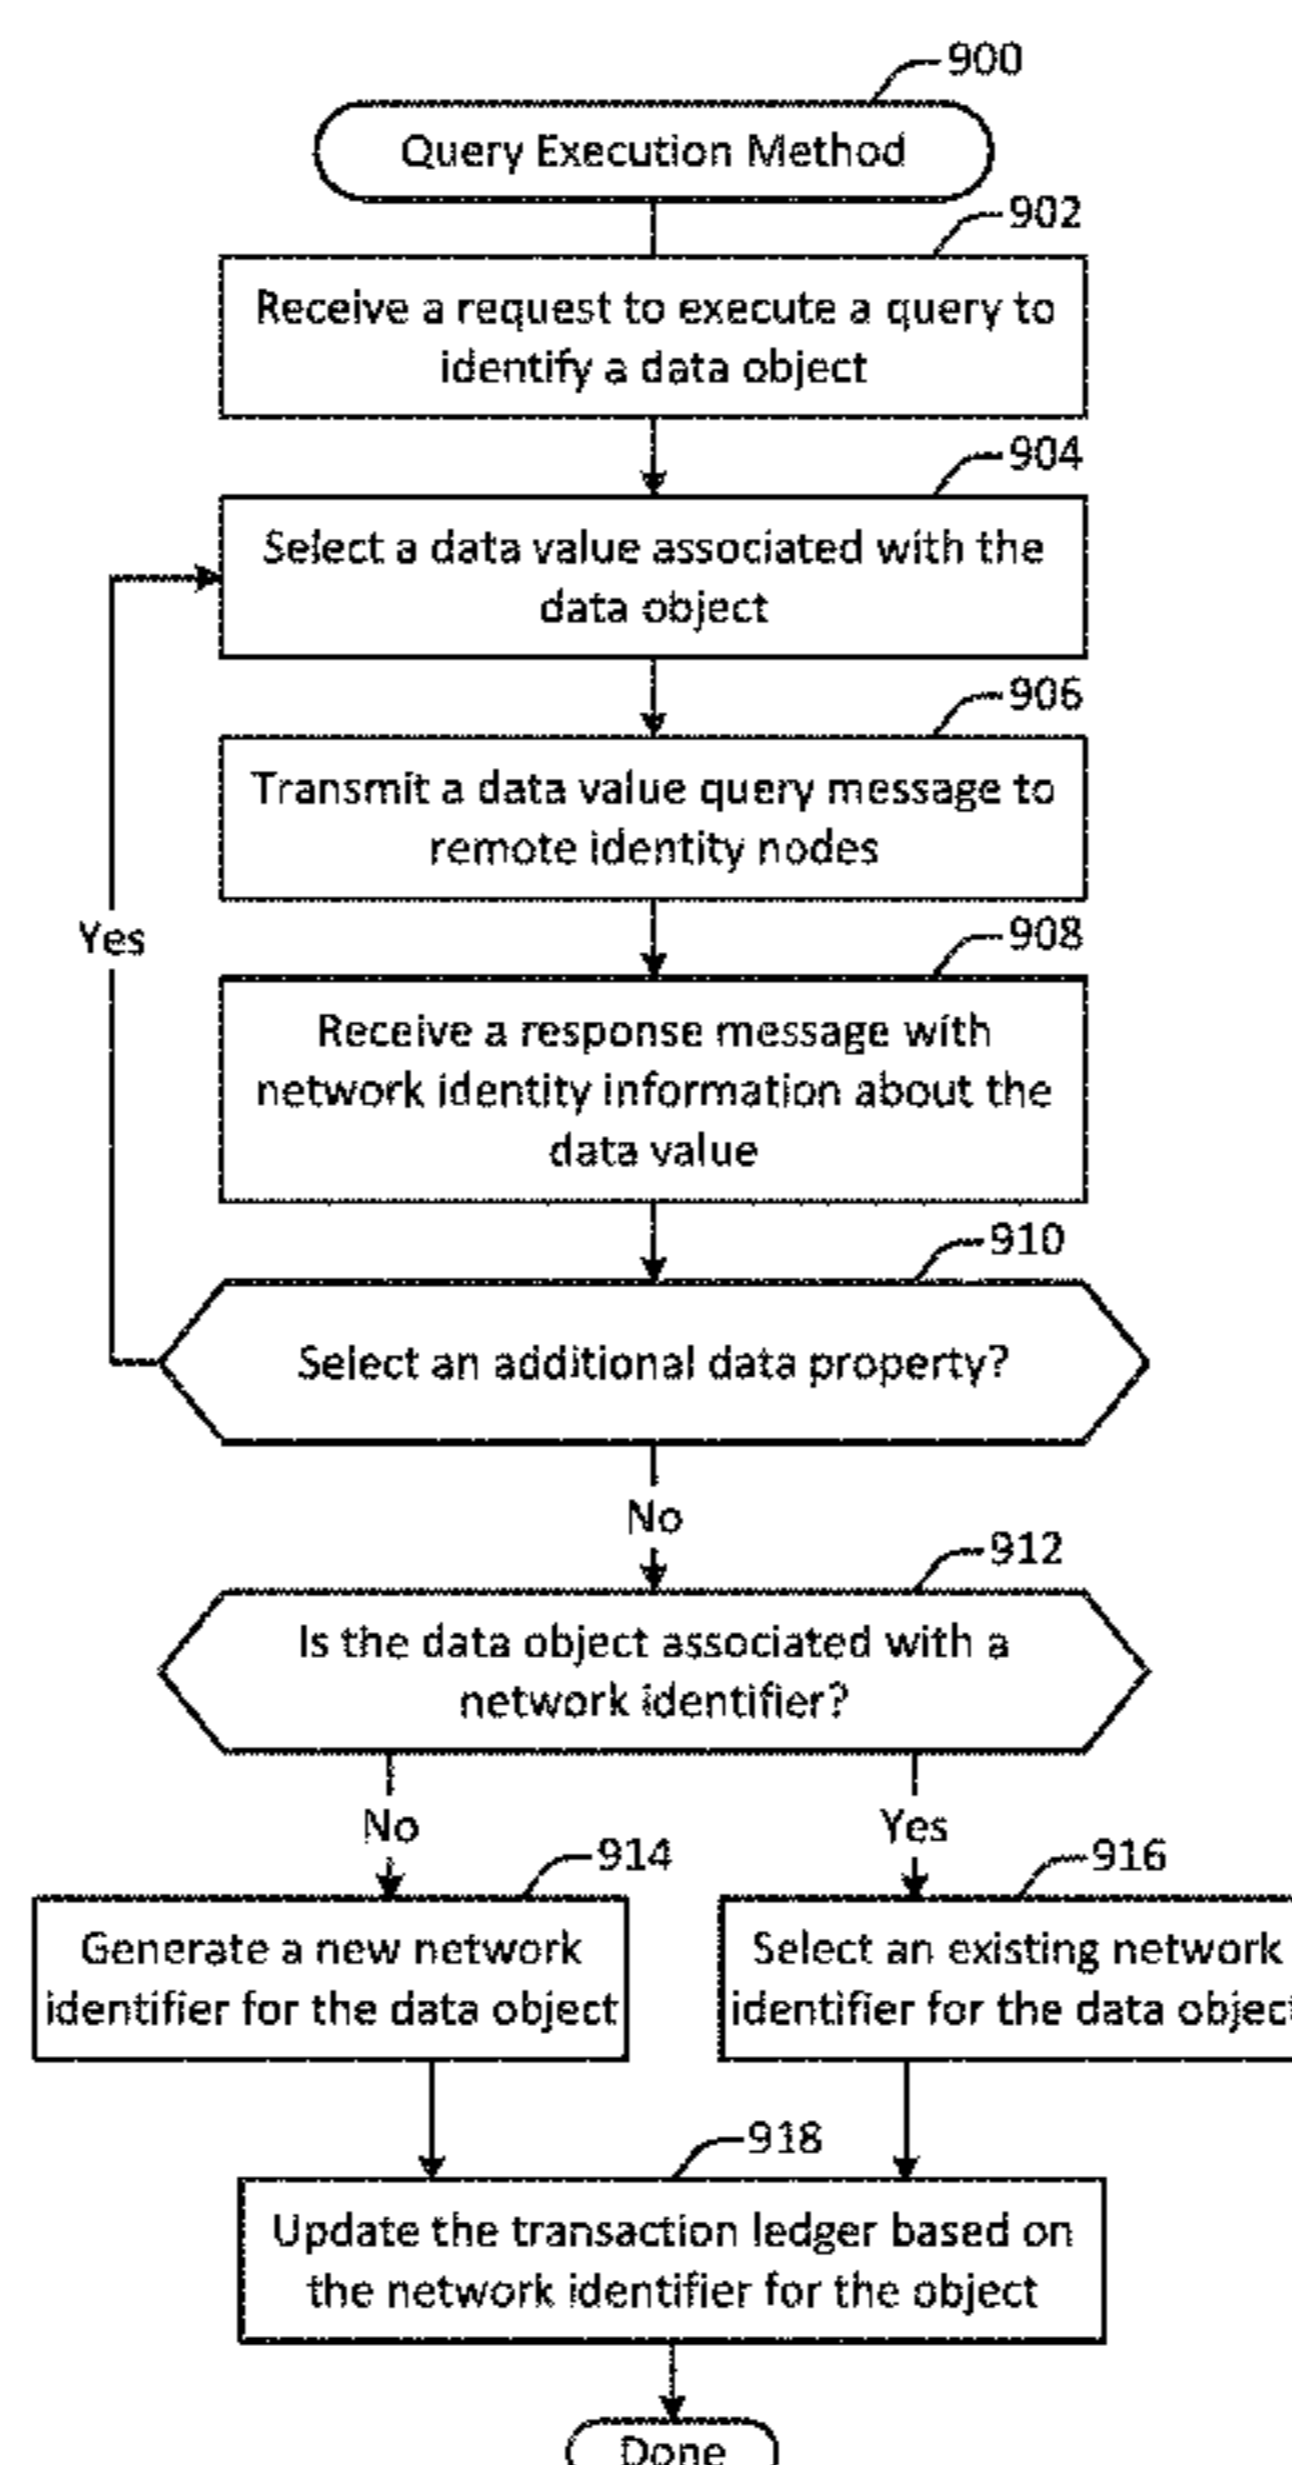 900
Query Execution Method
902
Receive a request to execute a query to
identify a data object
904
Select a data value associated with the
data object
906
Transmit a data value query message to
remote identity nodes
Yes
908
Receive a response message with
network identity information about the
data value
910
Select an additional data property?
No
912
Is the data object associated with a
network identifier?
No
Yes
914
916
Generate a new network
identifier for the data object
Select an existing network
identifier for the data object
918
Update the transaction ledger based on
the network identifier for the object
Done